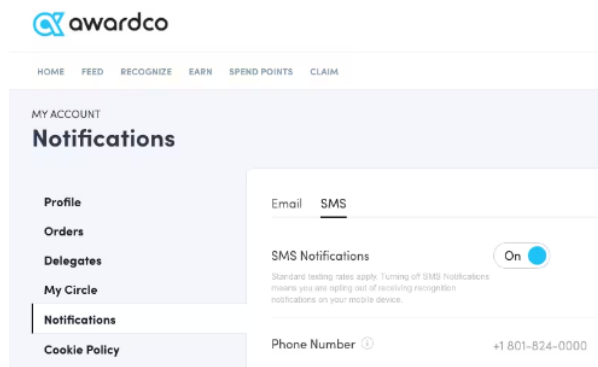 awardco
HOME FEED RECOGNIZE EARN SPEND POINTS CLAIM
MY ACCOUNT
Notifications
Profile
Orders
Delegates
My Circle
Notifications
Cookie Policy
Email SMS
SMS Notifications On
Standard texting rates apply. Turning off SMS Notifications
means you are opting out of receiving recognition
notifications on your mobile device.
Phone Number +1 801-824-0000